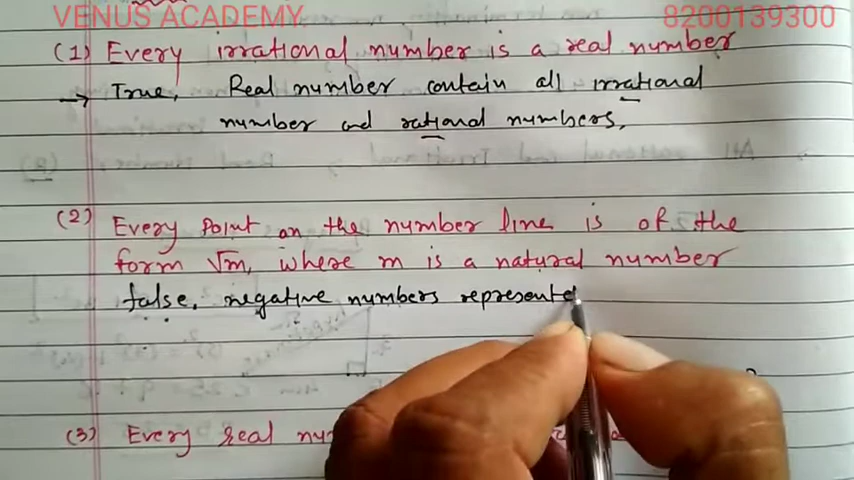 VENUS ACADEMY 8200139300
(1) Every irrational number is a real number
→ True, Real number contain all irrational
number and rational numbers,
(2) Every Point on the number line is of the
form √m, where m is a natural number
false. negative numbers represente
(3) Every real